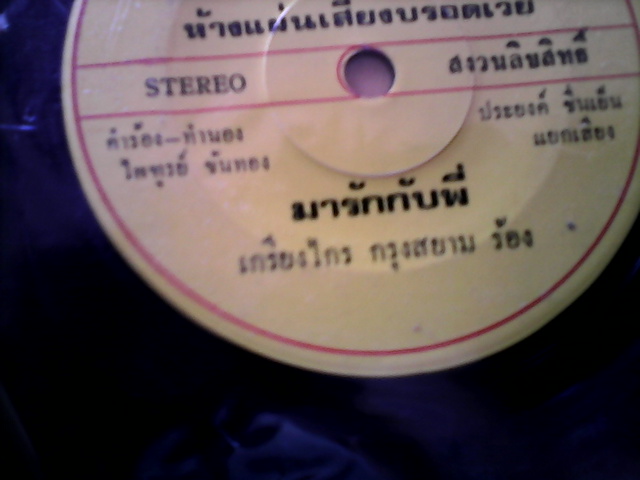 ห้างแผ่นเสียงบรอดเวย์
STEREO
สงวนลิขสิทธิ์
คำร้อง-ทำนอง
ไพฑูรย์ ขันทอง
ประยงค์ ชื่นเย็น
แยกเสียง
มารักกับพี่
เกรียงไกร กรุงสยาม ร้อง